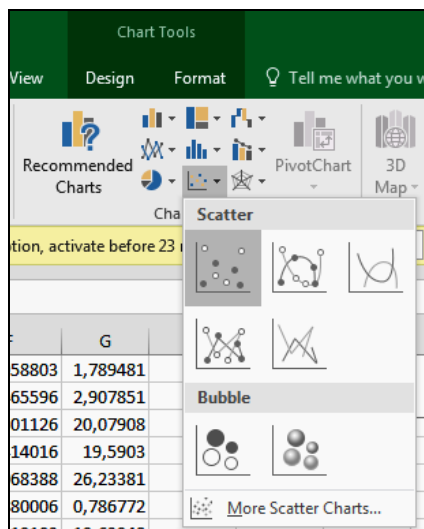 Chart Tools
View Design Format Tell me what you
Recommended Charts
PivotChart
3D Map
Scatter
activate before 23
G
58803 1,789481
65596 2,907851
01126 20,07908
14016 19,5903
Bubble
68388 26,23381
80006 0,786772
More Scatter Charts...